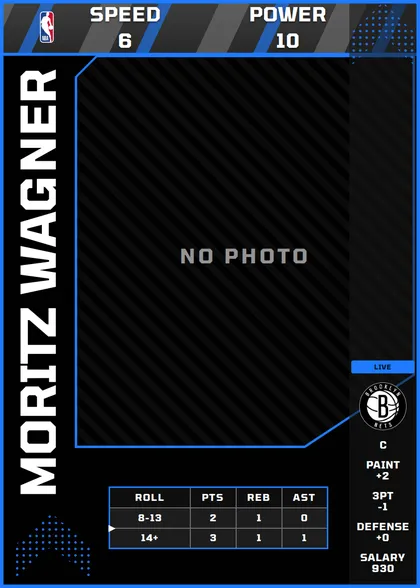 SPEED
6
POWER
10
MORITZ WAGNER
NO PHOTO
LIVE
BROOKLYN
B
NETS
C
PAINT
+2
3PT
-1
DEFENSE
+0
SALARY
930
ROLL PTS REB AST
8-13 2 1 0
14+ 3 1 1